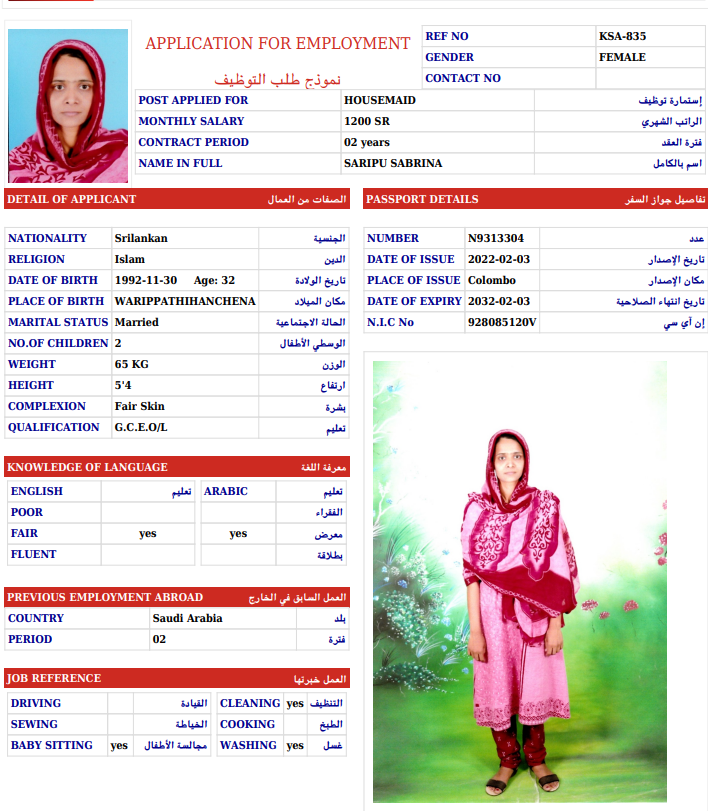 APPLICATION FOR EMPLOYMENT
نموذج طلب التوظيف
REF NO KSA-835
GENDER FEMALE
CONTACT NO
POST APPLIED FOR HOUSEMAID إستمارة توظيف
MONTHLY SALARY 1200 SR الراتب الشهري
CONTRACT PERIOD 02 years فترة العقد
NAME IN FULL SARIPU SABRINA اسم بالكامل
DETAIL OF APPLICANT الصفات من العمال
NATIONALITY Srilankan الجنسية
RELIGION Islam الدين
DATE OF BIRTH 1992-11-30 Age: 32 تاريخ الولادة
PLACE OF BIRTH WARIPPATHIHANCHENA مكان الميلاد
MARITAL STATUS Married الحالة الاجتماعية
NO.OF CHILDREN 2 الوسطي الأطفال
WEIGHT 65 KG الوزن
HEIGHT 5'4 ارتفاع
COMPLEXION Fair Skin بشرة
QUALIFICATION G.C.E.O/L تعليم
KNOWLEDGE OF LANGUAGE معرفة اللغة
ENGLISH تعليم ARABIC تعليم
POOR الفقراء
FAIR yes yes معرض
FLUENT بطلاقة
PREVIOUS EMPLOYMENT ABROAD العمل السابق في الخارج
COUNTRY Saudi Arabia بلد
PERIOD 02 فترة
JOB REFERENCE العمل خبرتها
DRIVING القيادة CLEANING yes التنظيف
SEWING الخياطة COOKING الطبخ
BABY SITTING yes مجالسة الأطفال WASHING yes غسل
PASSPORT DETAILS تفاصيل جواز السفر
NUMBER N9313304 عدد
DATE OF ISSUE 2022-02-03 تاريخ الإصدار
PLACE OF ISSUE Colombo مكان الإصدار
DATE OF EXPIRY 2032-02-03 تاريخ انتهاء الصلاحية
N.I.C No 928085120V إن آي سي